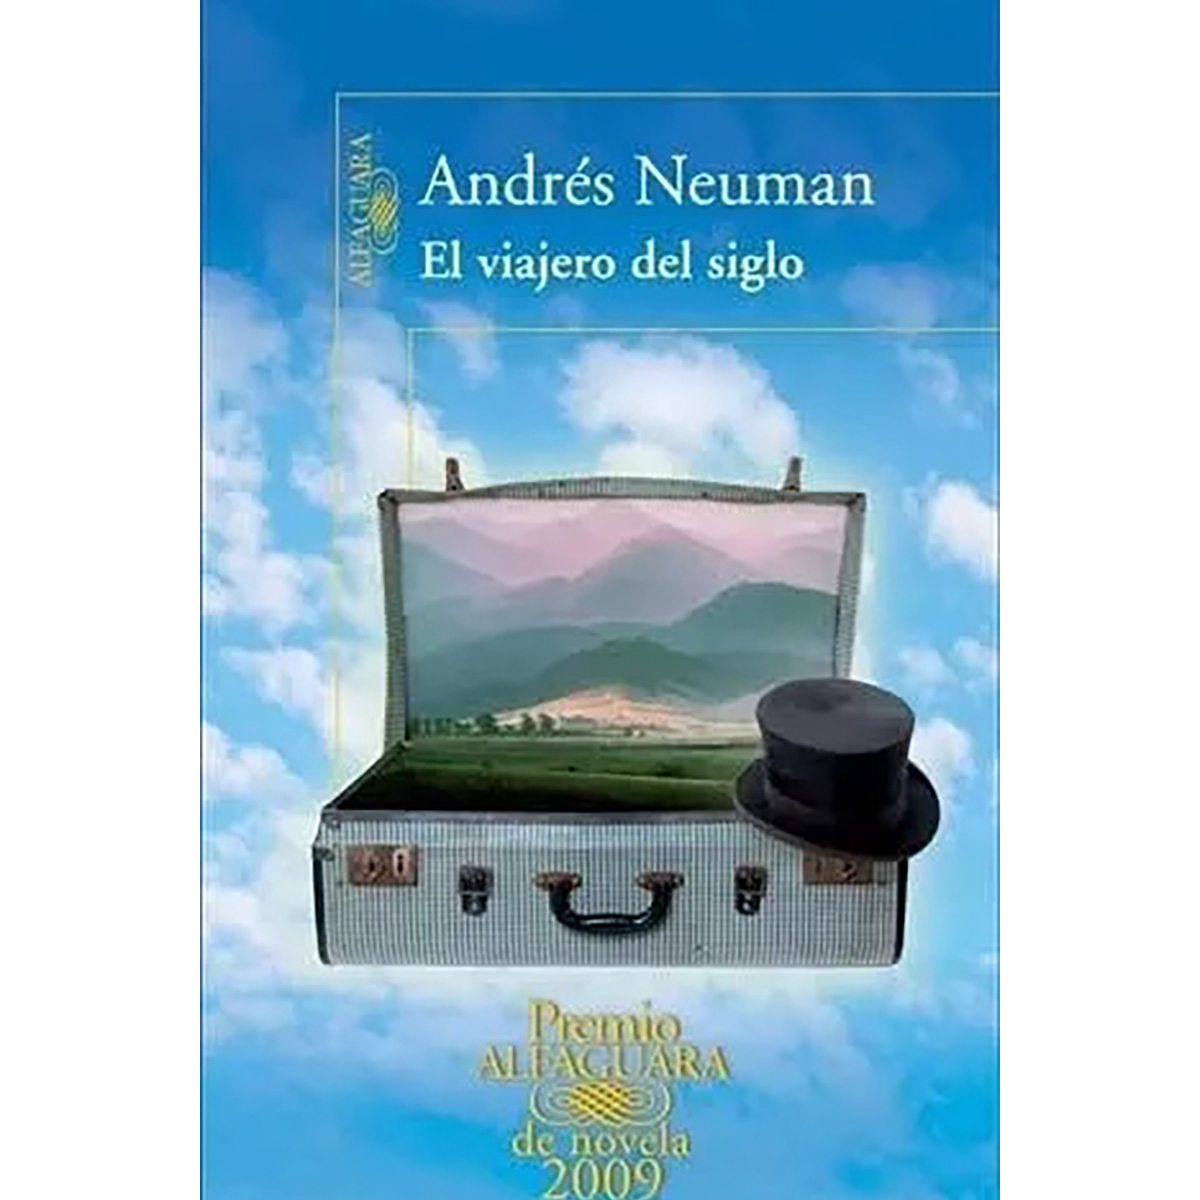 ALFAGUARA
Andrés Neuman
El viajero del siglo
Premio
ALFAGUARA
de novela
2009